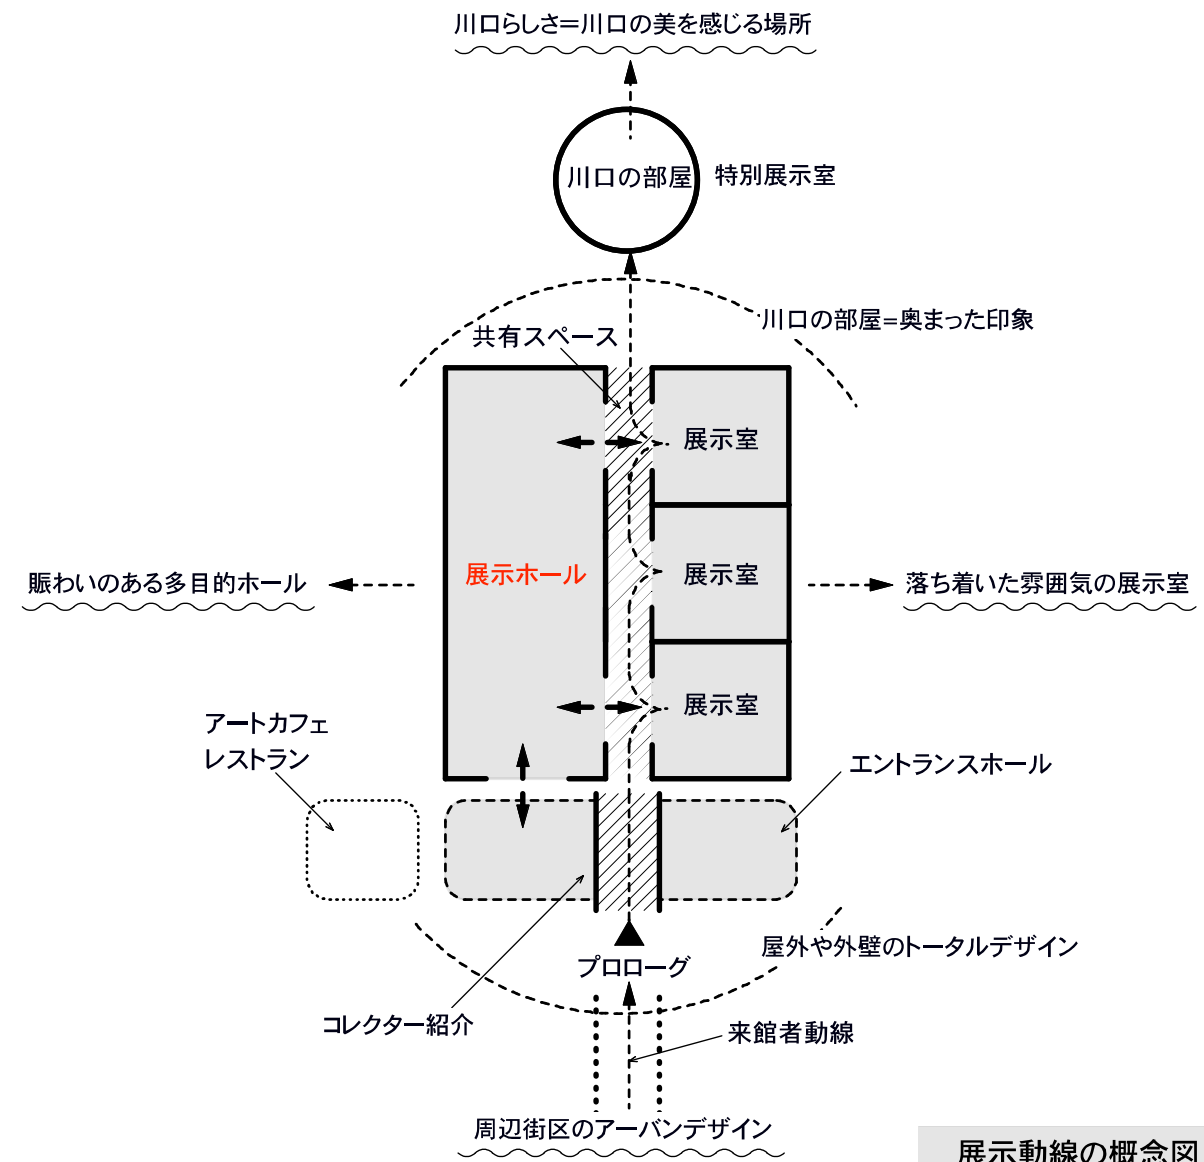 川口らしさ=川口の美を感じる場所
川口の部屋
特別展示室
川口の部屋=奥まった印象
共有スペース
展示室
展示ホール
展示室
賑わいのある多目的ホール
落ち着いた雰囲気の展示室
展示室
アートカフェ
レストラン
エントランスホール
屋外や外壁のトータルデザイン
プロローグ
コレクター紹介
来館者動線
周辺街区のアーバンデザイン
展示動線の概念図